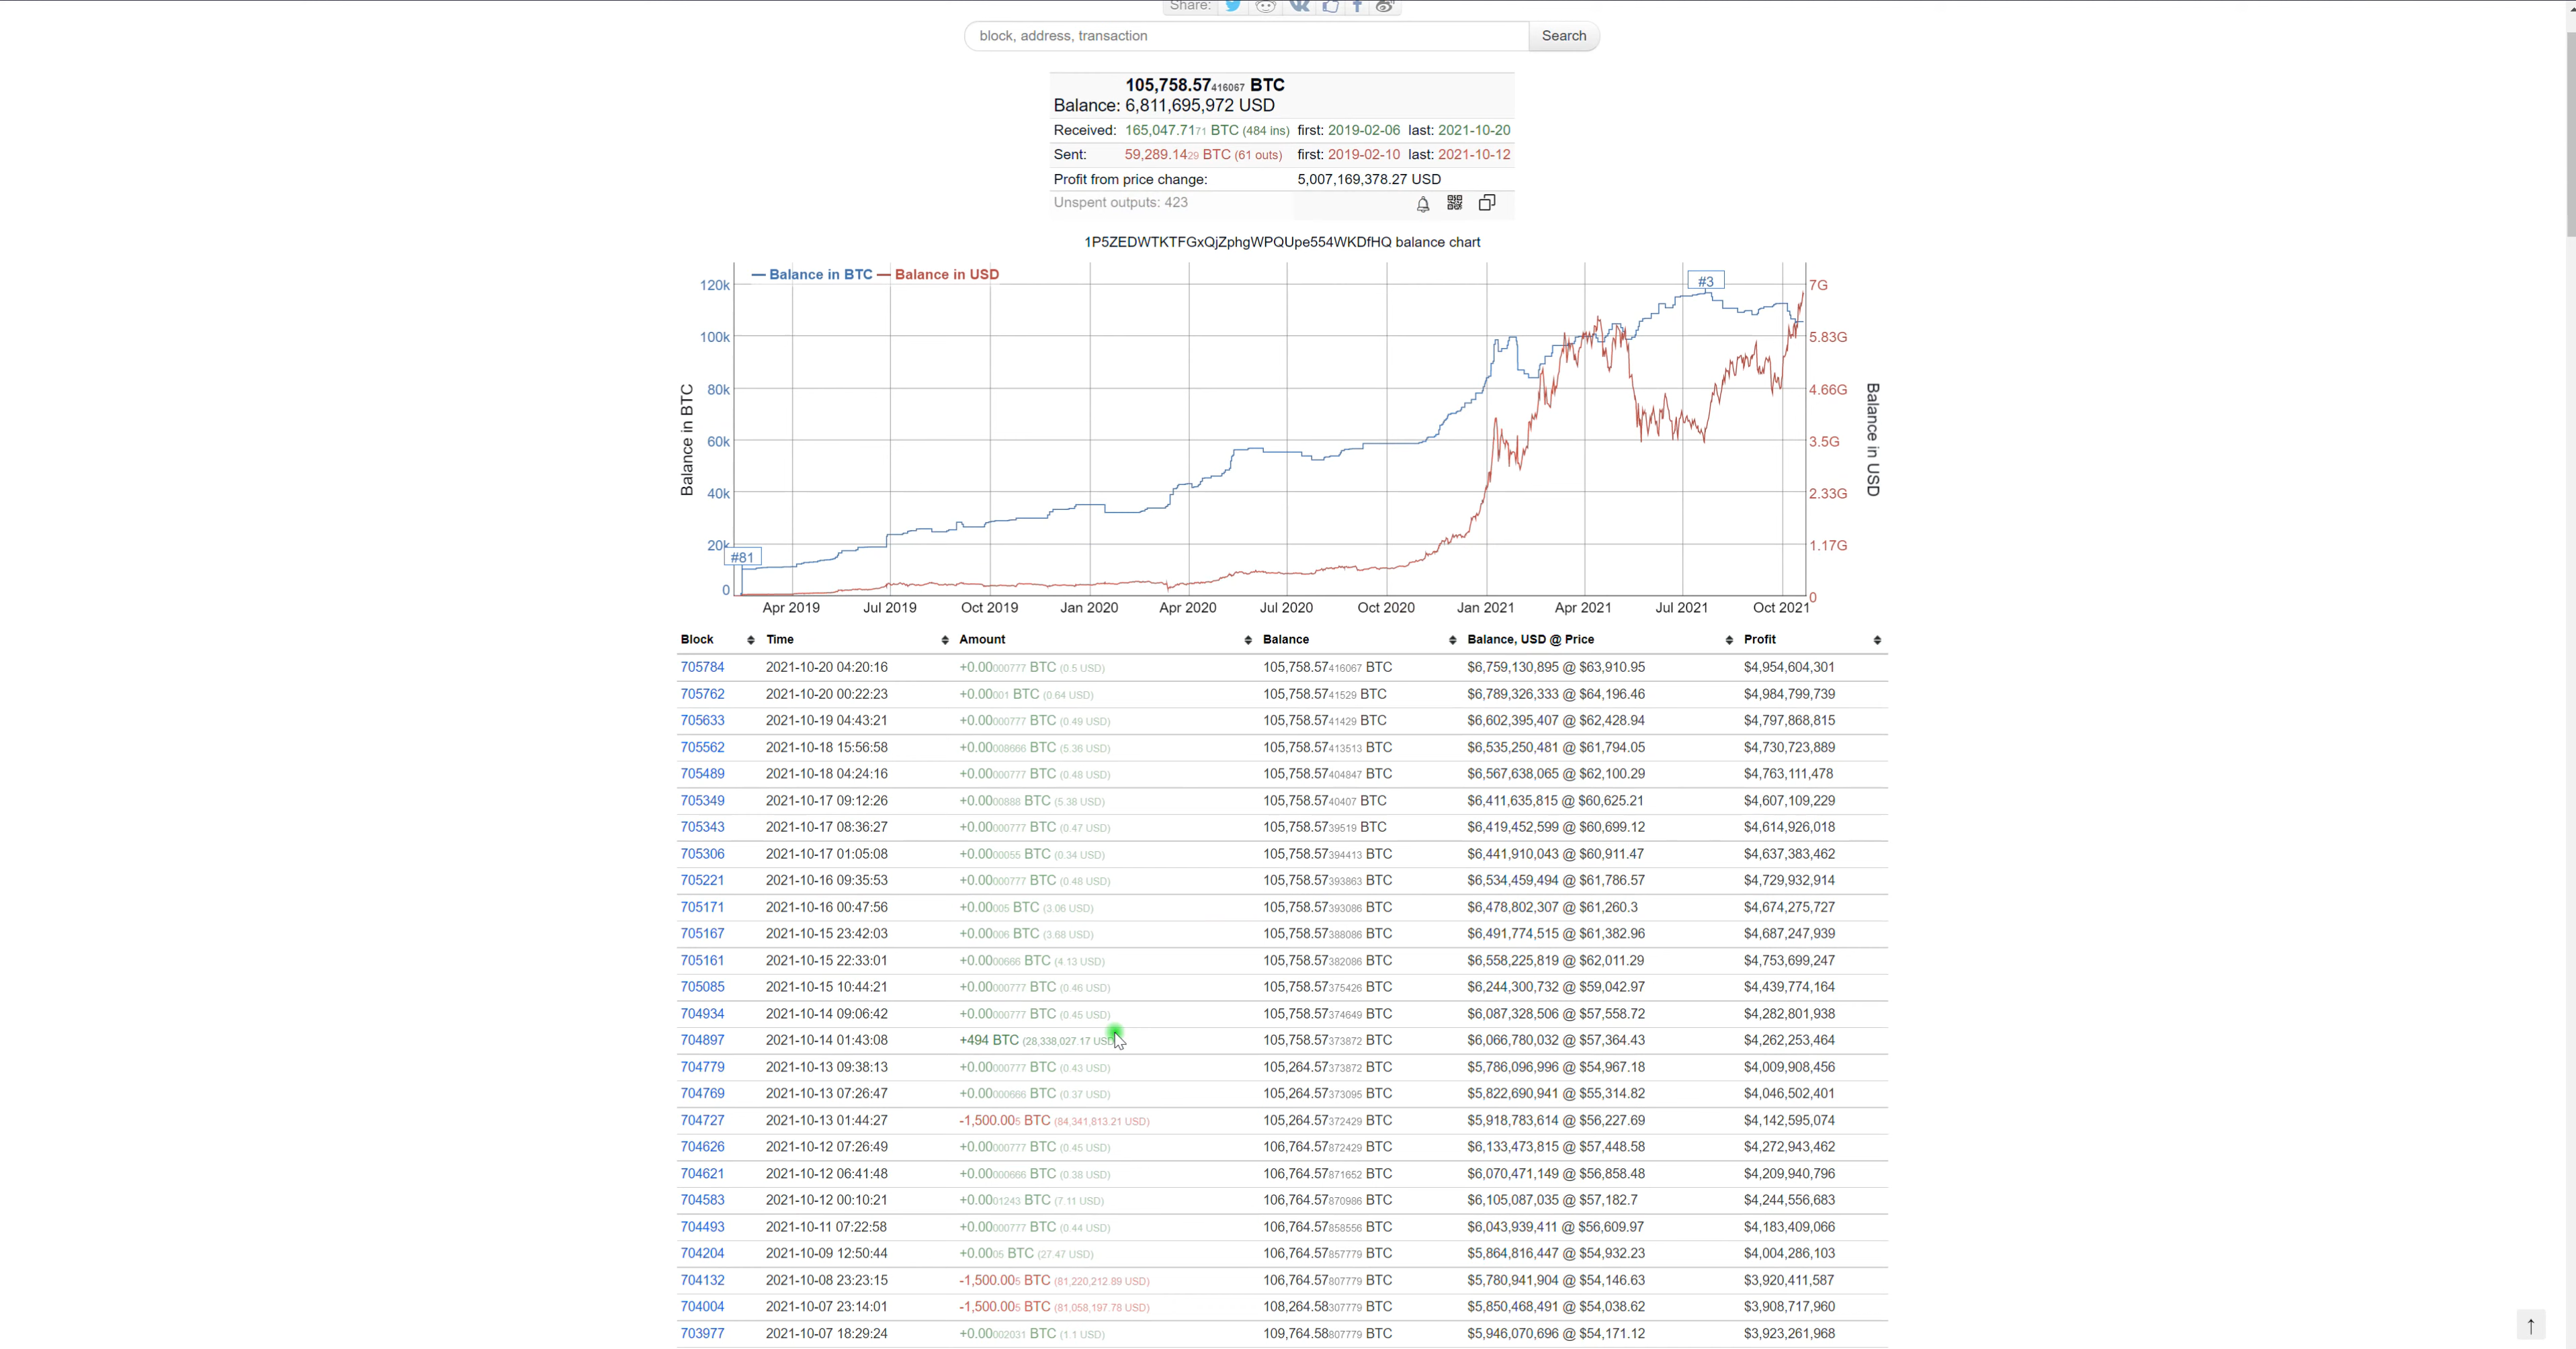 Share:
block, address, transaction Search
105,758.57416067 BTC
Balance: 6,811,695,972 USD
Received: 165,047.7171 BTC (484 ins) first: 2019-02-06 last: 2021-10-20
Sent: 59,289.1429 BTC (61 outs) first: 2019-02-10 last: 2021-10-12
Profit from price change: 5,007,169,378.27 USD
Unspent outputs: 423
1P5ZEDWTKTFGxQjZphgWPQUpe554WKDfHQ balance chart
Balance in BTC Balance in USD
#3
#81
Balance in BTC
120k
100k
80k
60k
40k
20k
0
7G
5.83G
4.66G
3.5G
2.33G
1.17G
0
Balance in USD
Apr 2019 Jul 2019 Oct 2019 Jan 2020 Apr 2020 Jul 2020 Oct 2020 Jan 2021 Apr 2021 Jul 2021 Oct 2021
Block Time Amount Balance Balance, USD @ Price Profit
705784 2021-10-20 04:20:16 +0.00000777 BTC (0.5 USD) 105,758.57416067 BTC $6,759,130,895 @ $63,910.95 $4,954,604,301
705762 2021-10-20 00:22:23 +0.00001 BTC (0.64 USD) 105,758.5741529 BTC $6,789,326,333 @ $64,196.46 $4,984,799,739
705633 2021-10-19 04:43:21 +0.00000777 BTC (0.49 USD) 105,758.5741429 BTC $6,602,395,407 @ $62,428.94 $4,797,868,815
705562 2021-10-18 15:56:58 +0.00008666 BTC (5.36 USD) 105,758.57413513 BTC $6,535,250,481 @ $61,794.05 $4,730,723,889
705489 2021-10-18 04:24:16 +0.00000777 BTC (0.48 USD) 105,758.57404847 BTC $6,567,638,065 @ $62,100.29 $4,763,111,478
705349 2021-10-17 09:12:26 +0.0000888 BTC (5.38 USD) 105,758.5740407 BTC $6,411,635,815 @ $60,625.21 $4,607,109,229
705343 2021-10-17 08:36:27 +0.00000777 BTC (0.47 USD) 105,758.5739519 BTC $6,419,452,599 @ $60,699.12 $4,614,926,018
705306 2021-10-17 01:05:08 +0.0000055 BTC (0.34 USD) 105,758.57394413 BTC $6,441,910,043 @ $60,911.47 $4,637,383,462
705221 2021-10-16 09:35:53 +0.00000777 BTC (0.48 USD) 105,758.57393863 BTC $6,534,459,494 @ $61,786.57 $4,729,932,914
705171 2021-10-16 00:47:56 +0.00005 BTC (3.06 USD) 105,758.57393086 BTC $6,478,802,307 @ $61,260.3 $4,674,275,727
705167 2021-10-15 23:42:03 +0.00006 BTC (3.68 USD) 105,758.57388086 BTC $6,491,774,515 @ $61,382.96 $4,687,247,939
705161 2021-10-15 22:33:01 +0.0000666 BTC (4.13 USD) 105,758.57382086 BTC $6,558,225,819 @ $62,011.29 $4,753,699,247
705085 2021-10-15 10:44:21 +0.00000777 BTC (0.46 USD) 105,758.57375426 BTC $6,244,300,732 @ $59,042.97 $4,439,774,164
704934 2021-10-14 09:06:42 +0.00000777 BTC (0.45 USD) 105,758.57374649 BTC $6,087,328,506 @ $57,558.72 $4,282,801,938
704897 2021-10-14 01:43:08 +494 BTC (28,338,027.17 USD 105,758.57373872 BTC $6,066,780,032 @ $57,364.43 $4,262,253,464
704779 2021-10-13 09:38:13 +0.00000777 BTC (0.43 USD) 105,264.57373872 BTC $5,786,096,996 @ $54,967.18 $4,009,908,456
704769 2021-10-13 07:26:47 +0.00000666 BTC (0.37 USD) 105,264.57373095 BTC $5,822,690,941 @ $55,314.82 $4,046,502,401
704727 2021-10-13 01:44:27 -1,500.005 BTC (84,341,813.21 USD) 105,264.57372429 BTC $5,918,783,614 @ $56,227.69 $4,142,595,074
704626 2021-10-12 07:26:49 +0.00000777 BTC (0.45 USD) 106,764.57872429 BTC $6,133,473,815 @ $57,448.58 $4,272,943,462
704621 2021-10-12 06:41:48 +0.00000666 BTC (0.38 USD) 106,764.57871652 BTC $6,070,471,149 @ $56,858.48 $4,209,940,796
704583 2021-10-12 00:10:21 +0.0001243 BTC (7.11 USD) 106,764.57870986 BTC $6,105,087,035 @ $57,182.7 $4,244,556,683
704493 2021-10-11 07:22:58 +0.00000777 BTC (0.44 USD) 106,764.57858556 BTC $6,043,939,411 @ $56,609.97 $4,183,409,066
704204 2021-10-09 12:50:44 +0.0005 BTC (27.47 USD) 106,764.57857779 BTC $5,864,816,447 @ $54,932.23 $4,004,286,103
704132 2021-10-08 23:23:15 -1,500.005 BTC (81,220,212.89 USD) 106,764.57807779 BTC $5,780,941,904 @ $54,146.63 $3,920,411,587
704004 2021-10-07 23:14:01 -1,500.005 BTC (81,058,197.78 USD) 108,264.58307779 BTC $5,850,468,491 @ $54,038.62 $3,908,717,960
703977 2021-10-07 18:29:24 +0.00002031 BTC (1.1 USD) 109,764.58807779 BTC $5,946,070,696 @ $54,171.12 $3,923,261,968